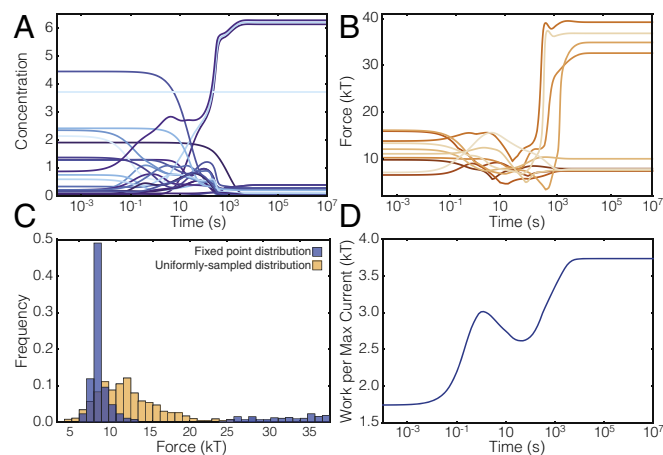 A
Concentration
6
5
4
3
2
1
0
10-3 10-1 10 103 105 107
Time (s)
B
Force (kT)
40
30
20
10
10-3 10-1 10 103 105 107
Time (s)
C
Frequency
0.5
0.4
0.3
0.2
0.1
0.0
5 10 15 20 25 30 35
Force (kT)
Fixed point distribution
Uniformly-sampled distribution
D
Work per Max Current (kT)
4.0
3.5
3.0
2.5
2.0
1.5
10-3 10-1 10 103 105 107
Time (s)